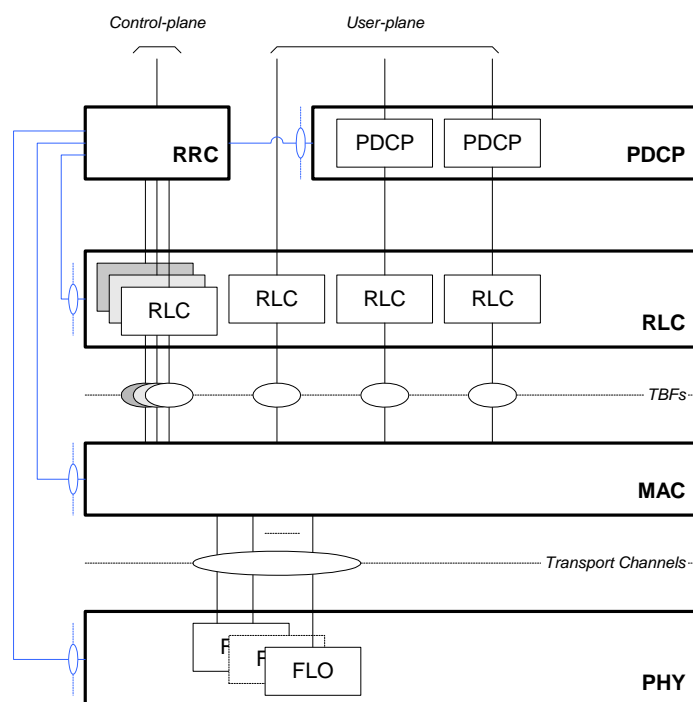 Control-plane
User-plane
RRC
PDCP
PDCP
PDCP
RLC
RLC
RLC
RLC
RLC
TBFs
MAC
Transport Channels
F
F
FLO
PHY